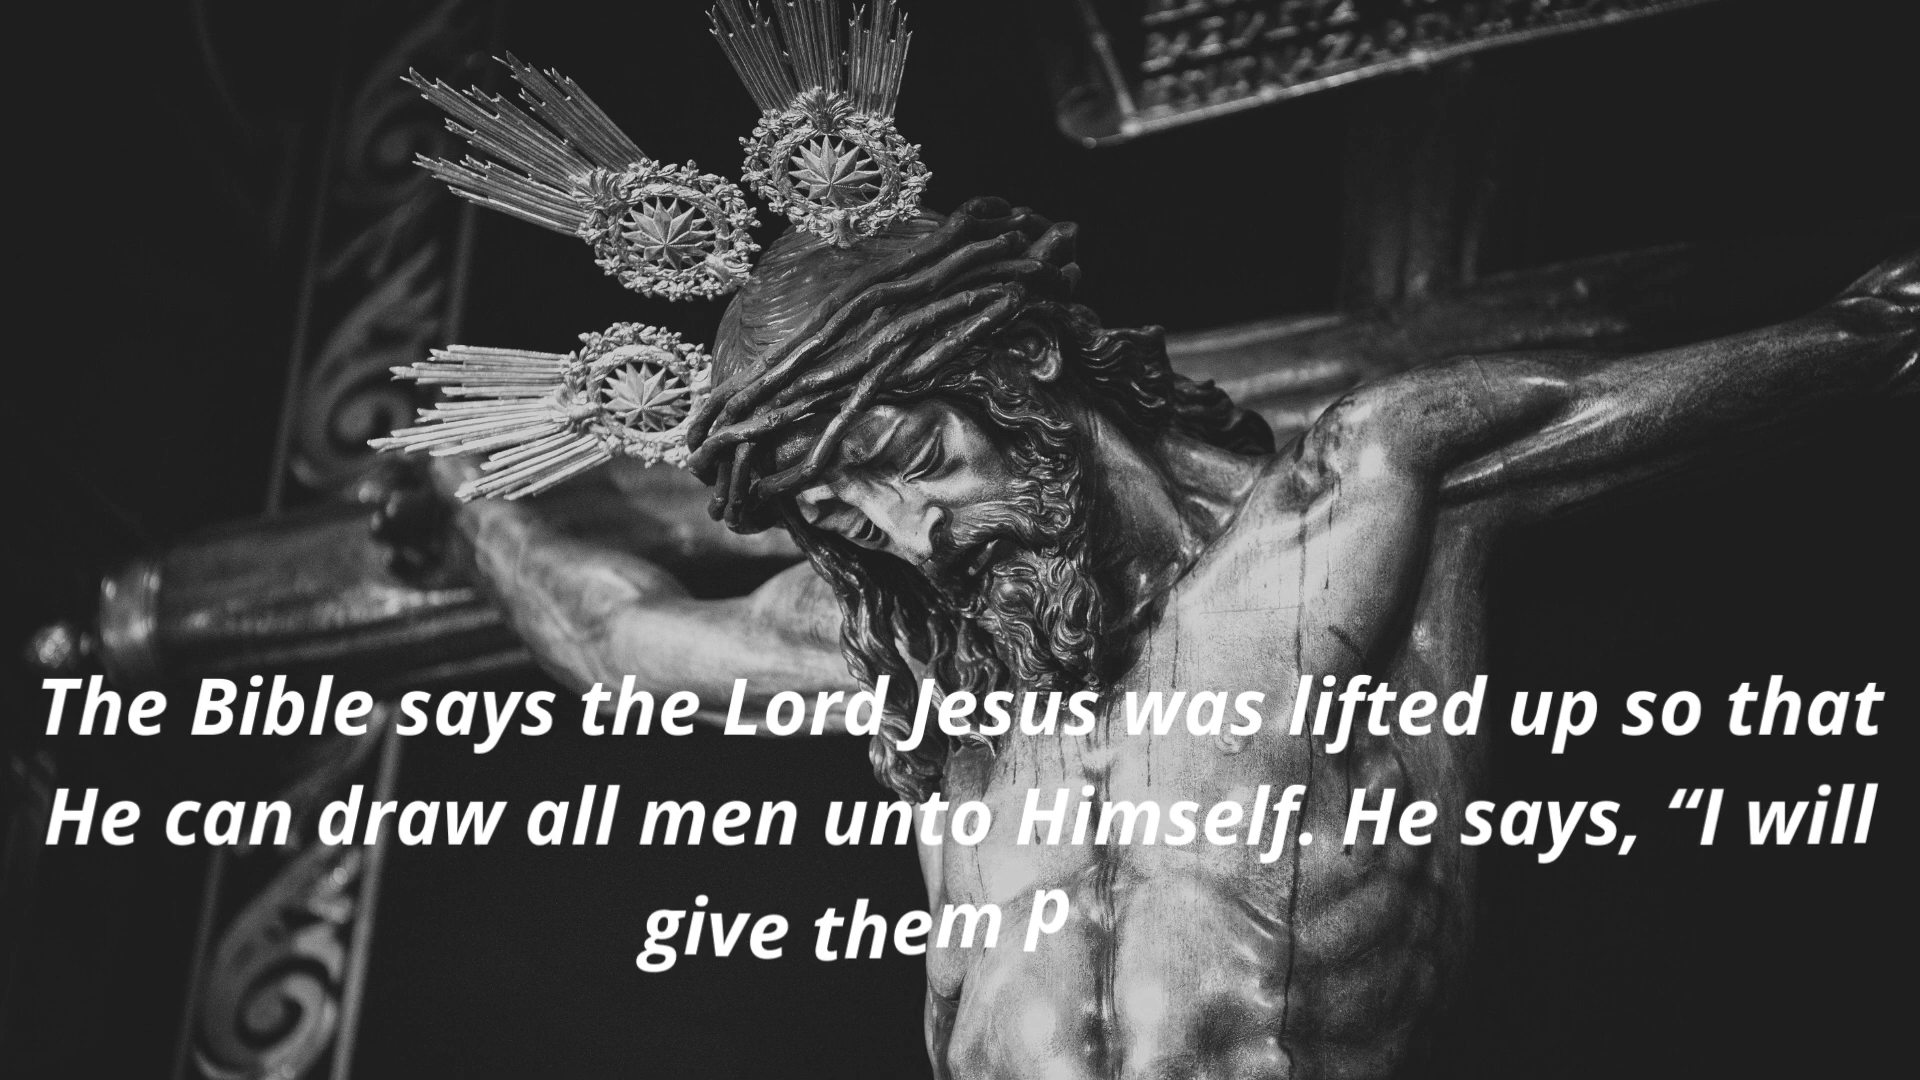 The Bible says the Lord Jesus was lifted up so that
He can draw all men unto Himself. He says, “I will
give them p